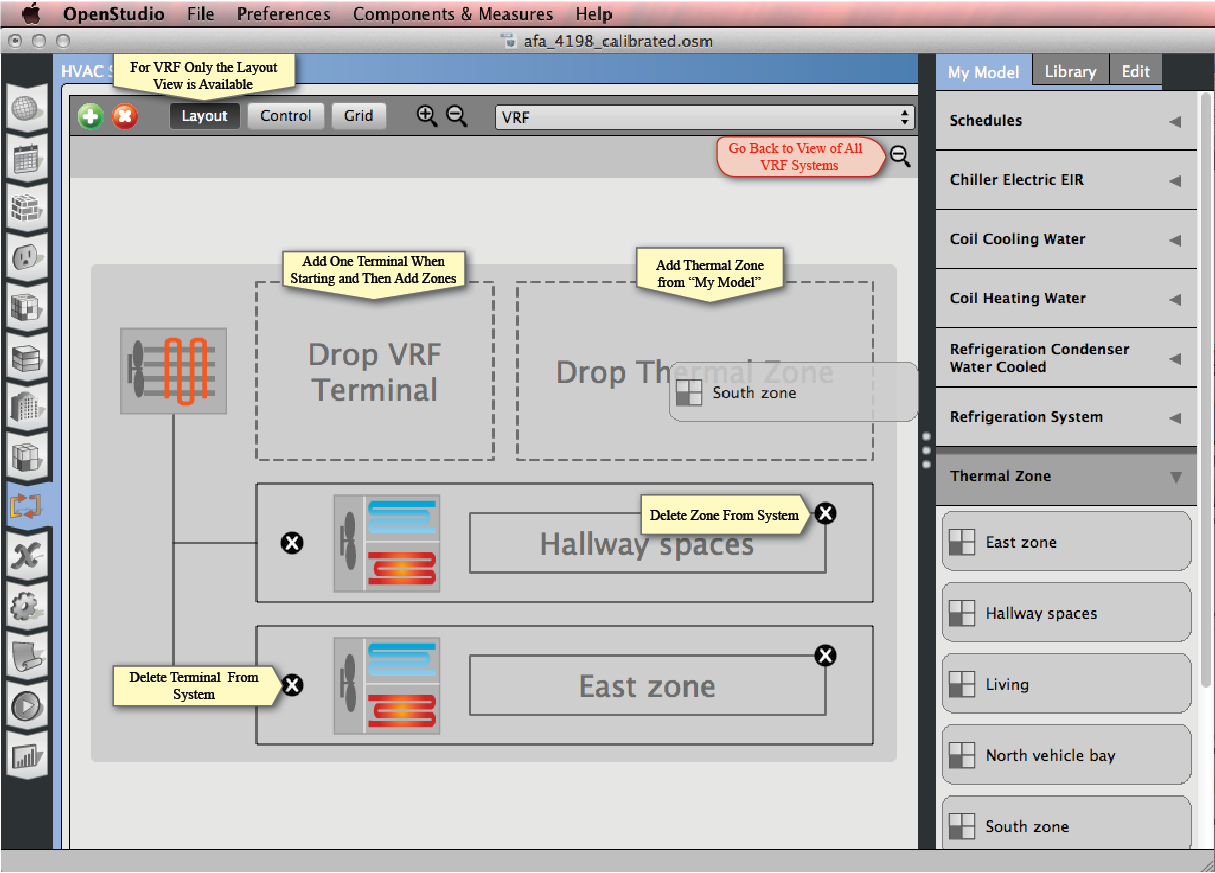 OpenStudio File Preferences Components & Measures Help
afa_4198_calibrated.osm
HVAC S
For VRF Only the Layout
View is Available
My Model Library Edit
Layout Control Grid VRF
Go Back to View of All
VRF Systems
Add One Terminal When
Starting and Then Add Zones
Add Thermal Zone
from “My Model”
Drop VRF
Terminal
Drop Thermal Zone
South zone
Delete Zone From System
Hallway spaces
Delete Terminal From
System
East zone
Schedules
Chiller Electric EIR
Coil Cooling Water
Coil Heating Water
Refrigeration Condenser
Water Cooled
Refrigeration System
Thermal Zone
East zone
Hallway spaces
Living
North vehicle bay
South zone